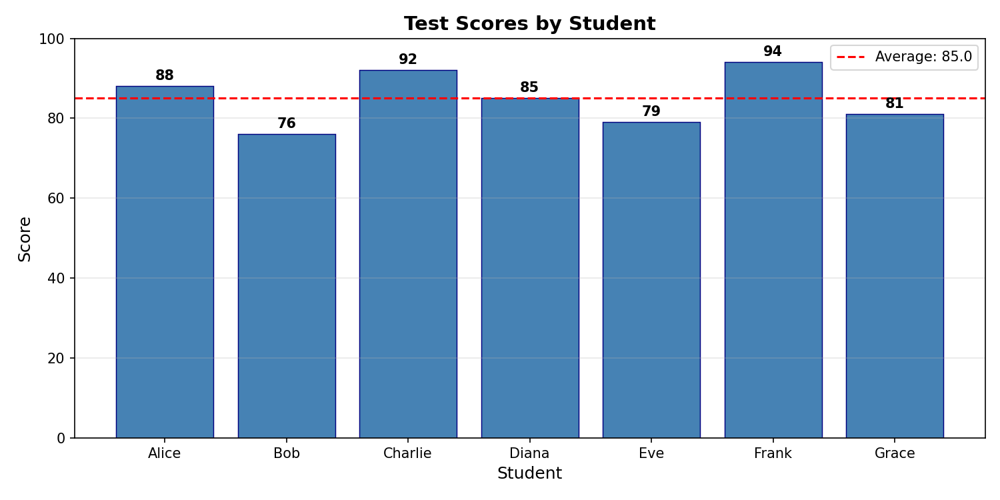 Test Scores by Student
100
80
60
40
20
0
Score
Average: 85.0
88
76
92
85
79
94
81
Alice
Bob
Charlie
Diana
Eve
Frank
Grace
Student